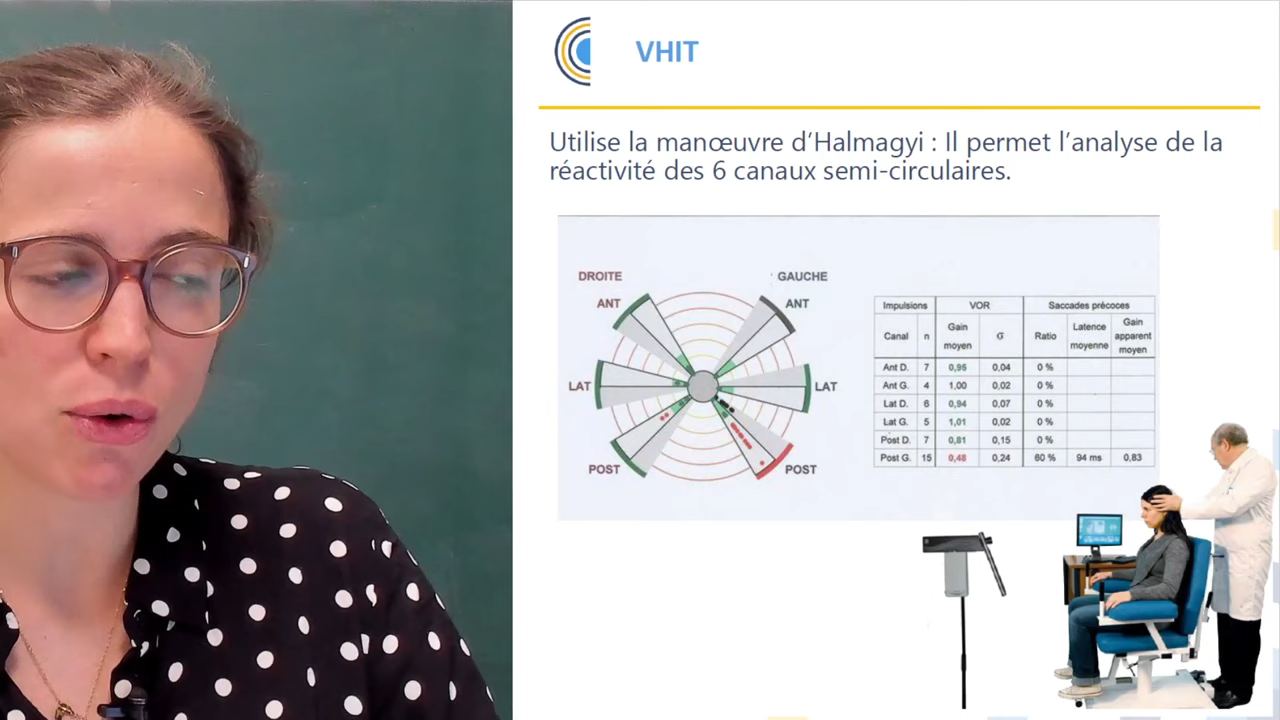 VHIT
Utilise la manœuvre d’Halmagyi : Il permet l’analyse de la
réactivité des 6 canaux semi-circulaires.
DROITE
GAUCHE
ANT
ANT
LAT
LAT
POST
POST
Impulsions VOR Saccades précoces
Canal n Gain moyen σ Ratio Latence moyenne Gain apparent moyen
Ant D. 7 0,95 0,04 0 %
Ant G. 4 1,00 0,02 0 %
Lat D. 6 0,94 0,07 0 %
Lat G. 5 1,01 0,02 0 %
Post D. 7 0,81 0,15 0 %
Post G. 15 0,48 0,24 60 % 94 ms 0,83